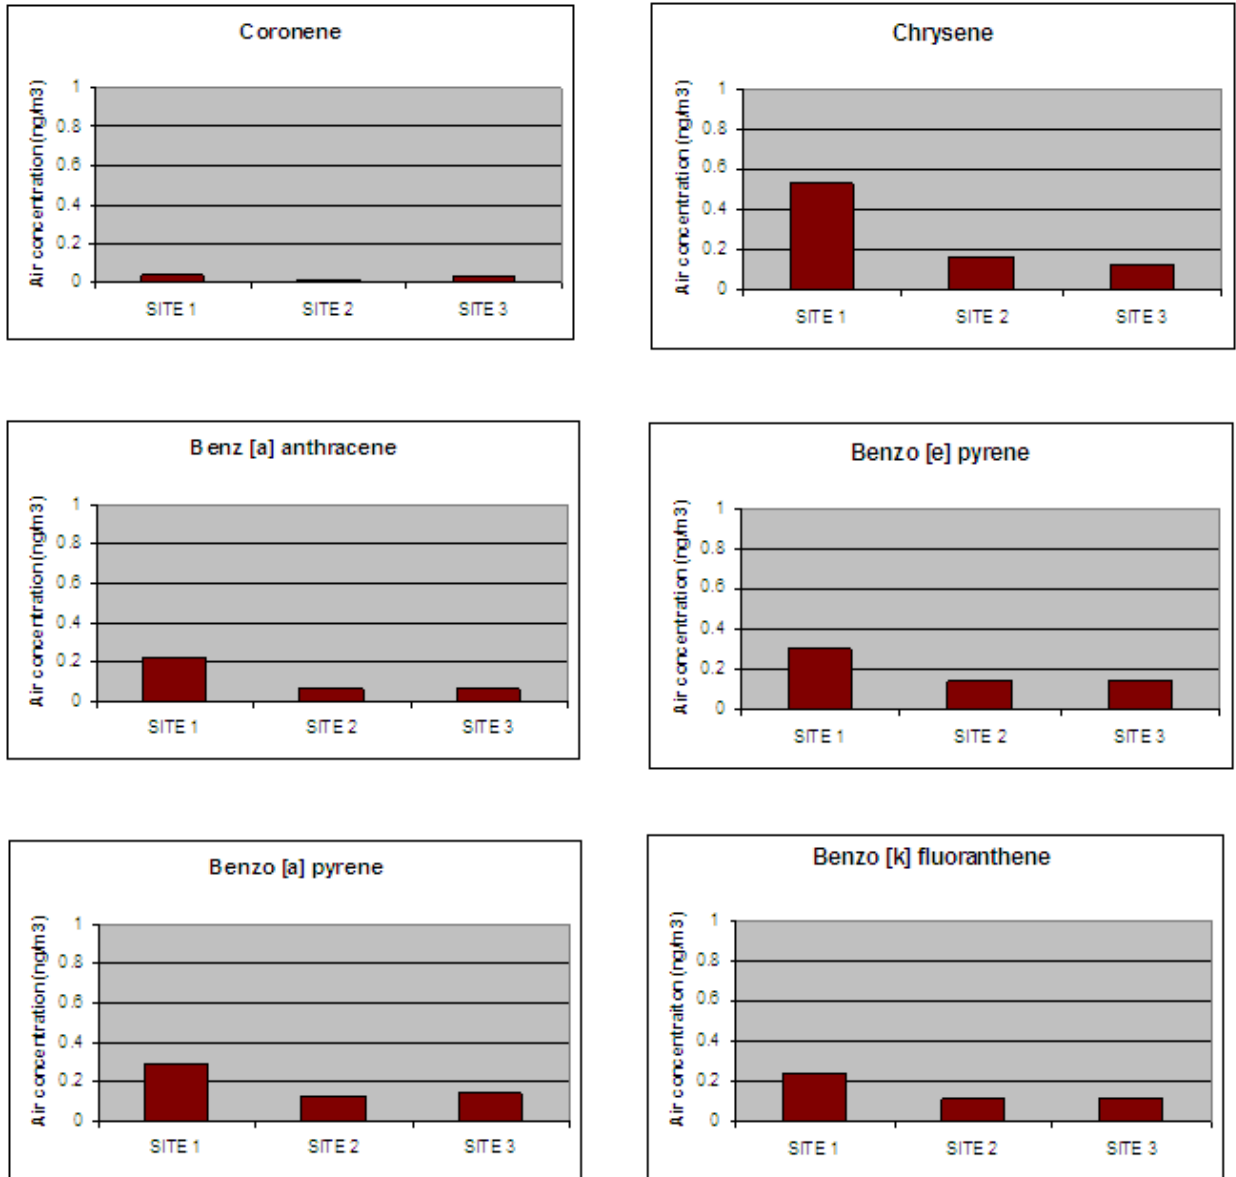 Coronene
Air concentration (ng/m3)
1
0.8
0.6
0.4
0.2
0
SITE 1 SITE 2 SITE 3
Chrysene
Air concentration (ng/m3)
1
0.8
0.6
0.4
0.2
0
SITE 1 SITE 2 SITE 3
Benz [a] anthracene
Air concentration (ng/m3)
1
0.8
0.6
0.4
0.2
0
SITE 1 SITE 2 SITE 3
Benzo [e] pyrene
Air concentration (ng/m3)
1
0.8
0.6
0.4
0.2
0
SITE 1 SITE 2 SITE 3
Benzo [a] pyrene
Air concentration (ng/m3)
1
0.8
0.6
0.4
0.2
0
SITE 1 SITE 2 SITE 3
Benzo [k] fluoranthene
Air concentraiton (ng/m3)
1
0.8
0.6
0.4
0.2
0
SITE 1 SITE 2 SITE 3